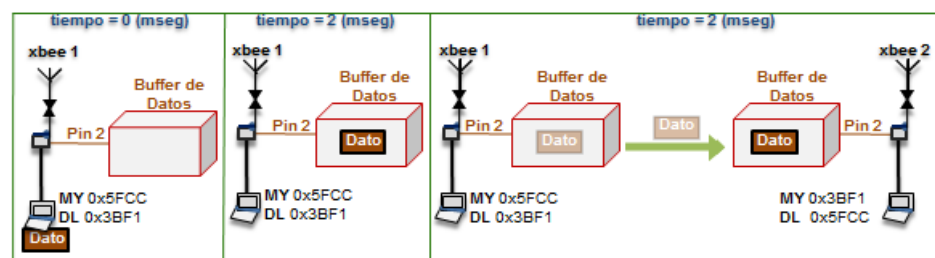 tiempo = 0 (mseg)
xbee 1
Buffer de
Datos
Pin 2
MY 0x5FCC
DL 0x3BF1
Dato
tiempo = 2 (mseg)
xbee 1
Buffer de
Datos
Pin 2
Dato
MY 0x5FCC
DL 0x3BF1
tiempo = 2 (mseg)
xbee 1
Buffer de
Datos
Pin 2
Dato
MY 0x5FCC
DL 0x3BF1
Dato
xbee 2
Buffer de
Datos
Dato
Pin 2
MY 0x3BF1
DL 0x5FCC